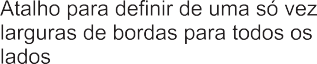 Atalho para definir de uma só vez
larguras de bordas para todos os
lados